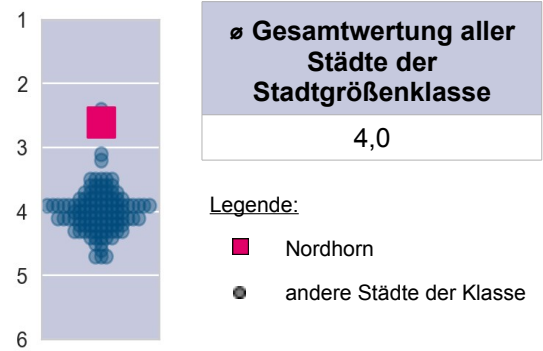 1
2
3
4
5
6
ø Gesamtwertung aller
Städte der
Stadtgrößenklasse
4,0
Legende:
Nordhorn
andere Städte der Klasse